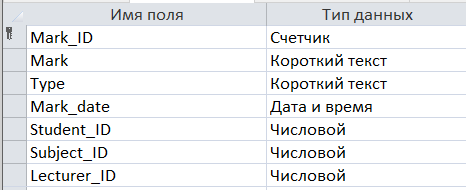 Имя поля Тип данных
Mark_ID Счетчик
Mark Короткий текст
Type Короткий текст
Mark_date Дата и время
Student_ID Числовой
Subject_ID Числовой
Lecturer_ID Числовой